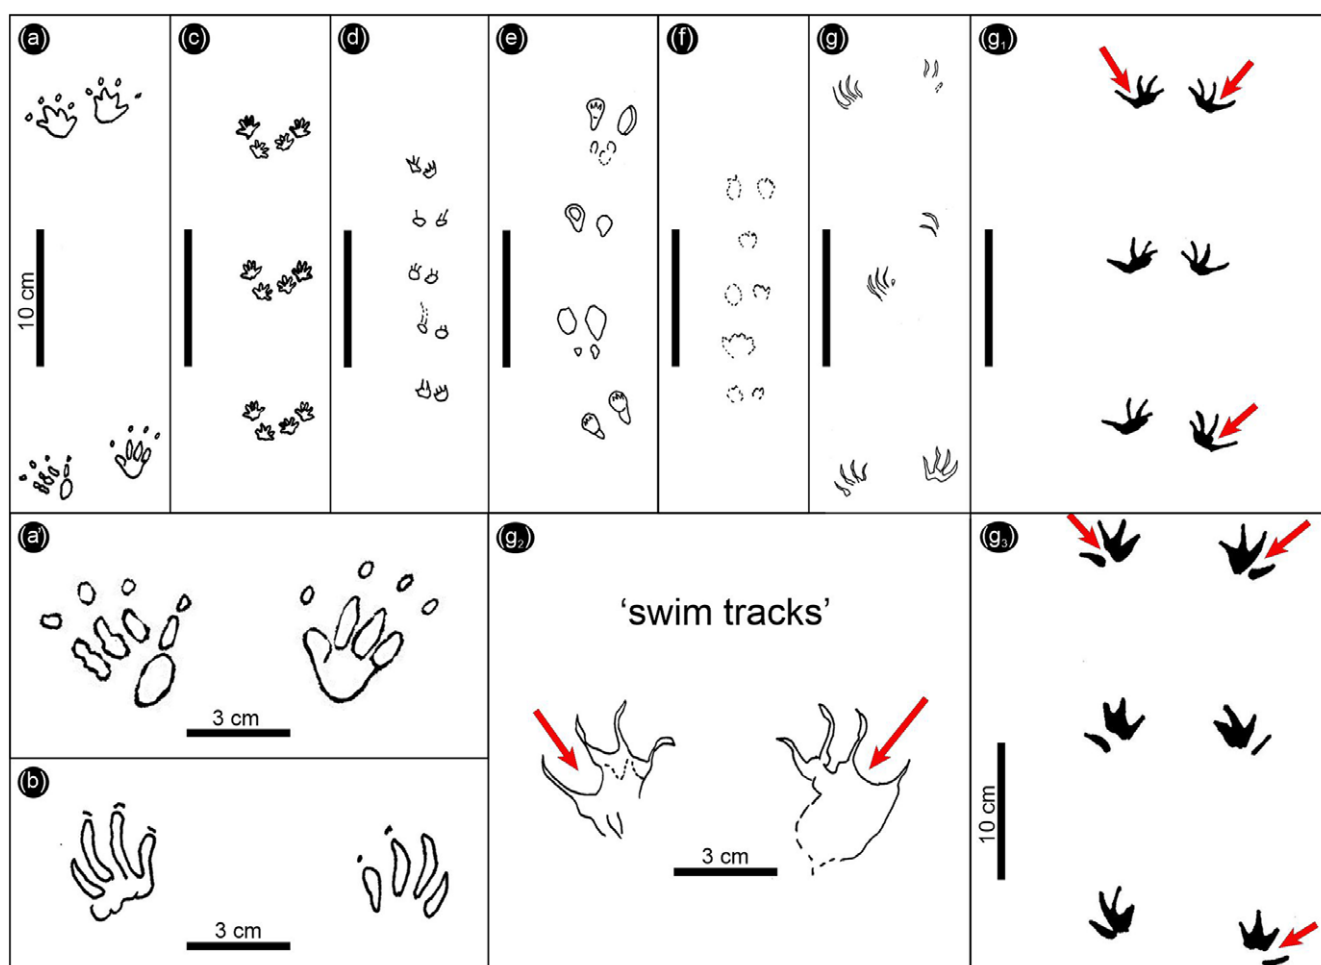 (a)
(c)
(d)
(e)
(f)
(g)
(g₁)
10 cm
(a')
3 cm
(b)
3 cm
(g₂)
'swim tracks'
3 cm
(g₃)
10 cm